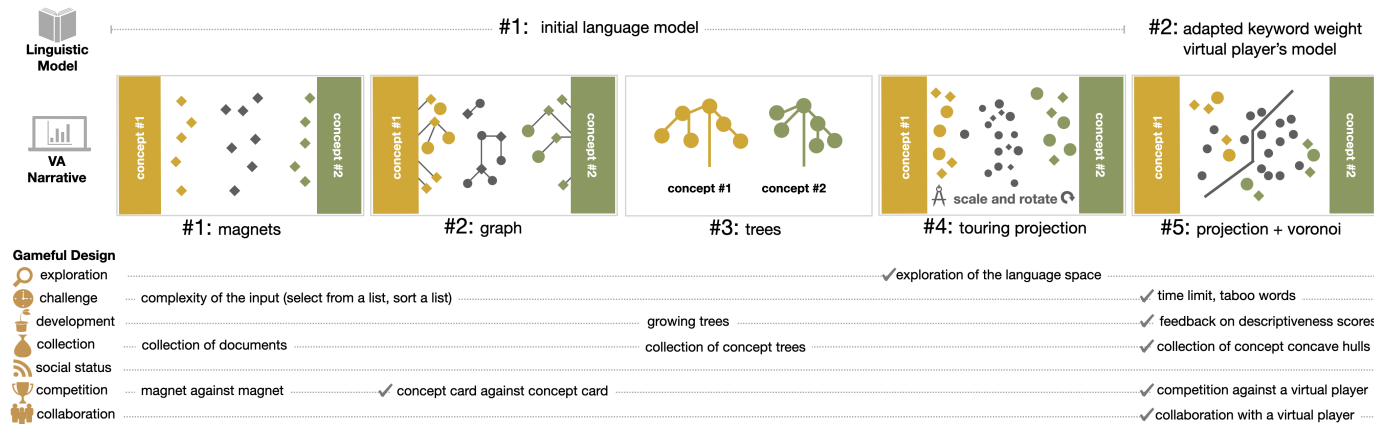 #1: initial language model
#2: adapted keyword weight
virtual player's model
Linguistic
Model
VA
Narrative
concept #1
concept #2
concept #1
concept #2
concept #1
concept #2
concept #1
concept #2
scale and rotate
concept #1
concept #2
#1: magnets
#2: graph
#3: trees
#4: touring projection
#5: projection + voronoi
Gameful Design
exploration
exploration of the language space
challenge
complexity of the input (select from a list, sort a list)
time limit, taboo words
development
growing trees
feedback on descriptiveness scores
collection
collection of documents
collection of concept trees
collection of concept concave hulls
social status
competition
magnet against magnet
concept card against concept card
competition against a virtual player
collaboration
collaboration with a virtual player